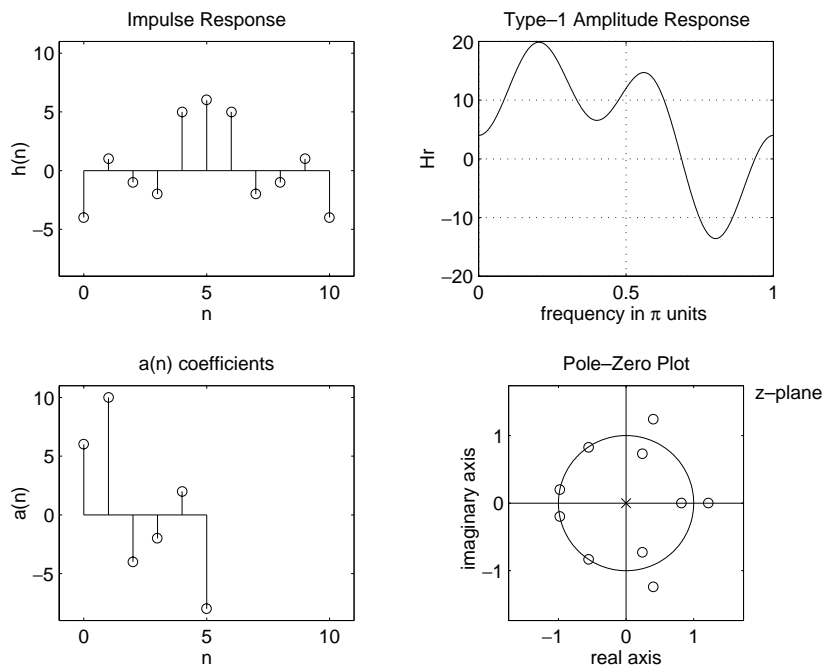 Impulse Response
10
5
0
−5
h(n)
0
5
10
n
Type−1 Amplitude Response
20
10
0
−10
−20
Hr
0
0.5
1
frequency in π units
a(n) coefficients
10
5
0
−5
a(n)
0
5
10
n
Pole−Zero Plot
z−plane
1
0
−1
imaginary axis
−1
0
1
real axis